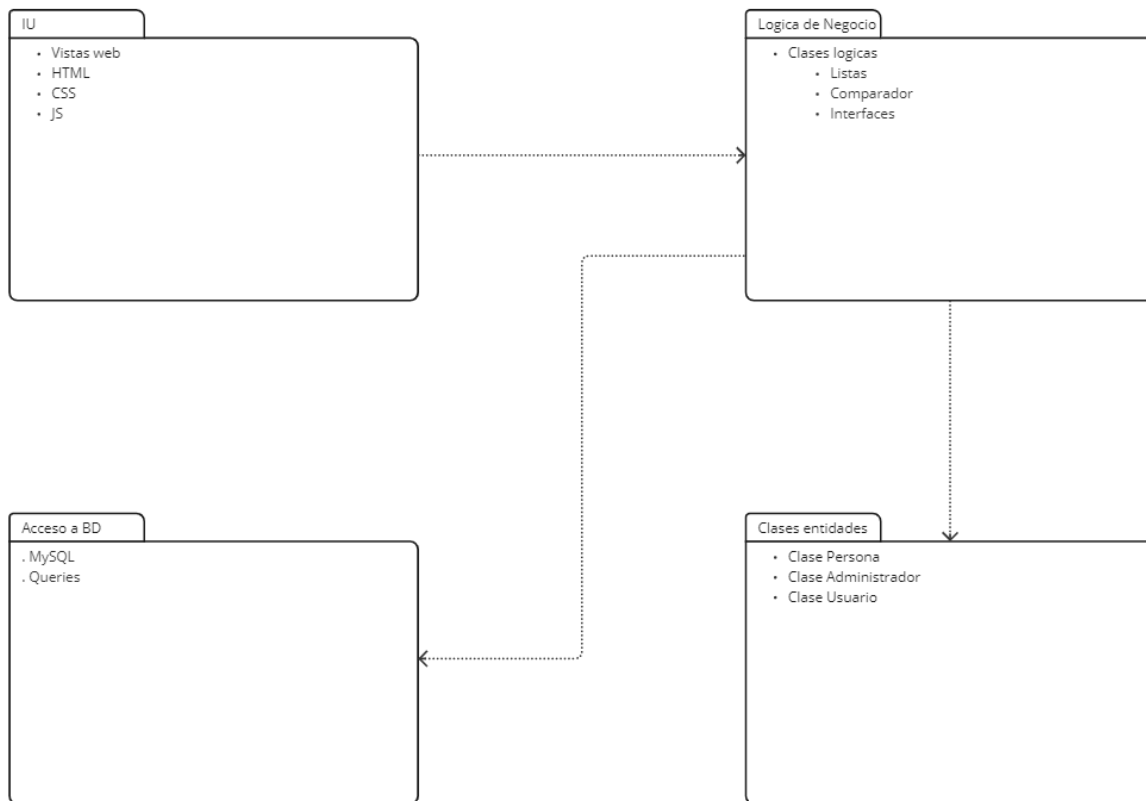 IU
• Vistas web
• HTML
• CSS
• JS
Logica de Negocio
• Clases logicas
• Listas
• Comparador
• Interfaces
Acceso a BD
. MySQL
. Queries
Clases entidades
• Clase Persona
• Clase Administrador
• Clase Usuario